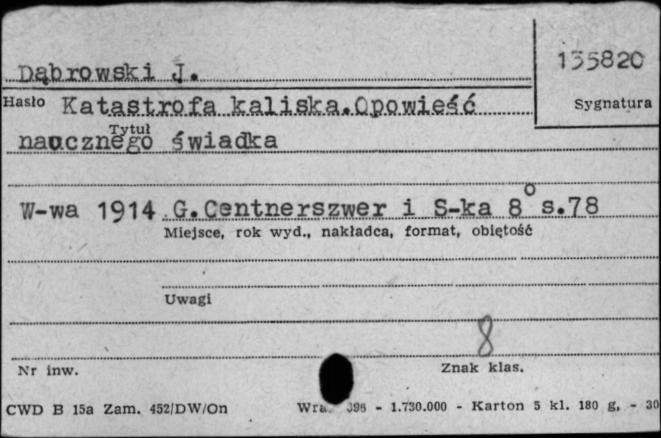 Dąbrowski J.
135820
Hasło Katastrofa kaliska.Opowieść
Sygnatura
Tytuł
naucznego świadka
W-wa 1914 G.Centnerszwer i S-ka 8° s.78
Miejsce, rok wyd., nakładca, format, obiętość
Uwagi
8
Nr inw.
Znak klas.
CWD B 15a Zam. 452/DW/On - 1.730.000 - Karton 5 kl. 180 g, - 30